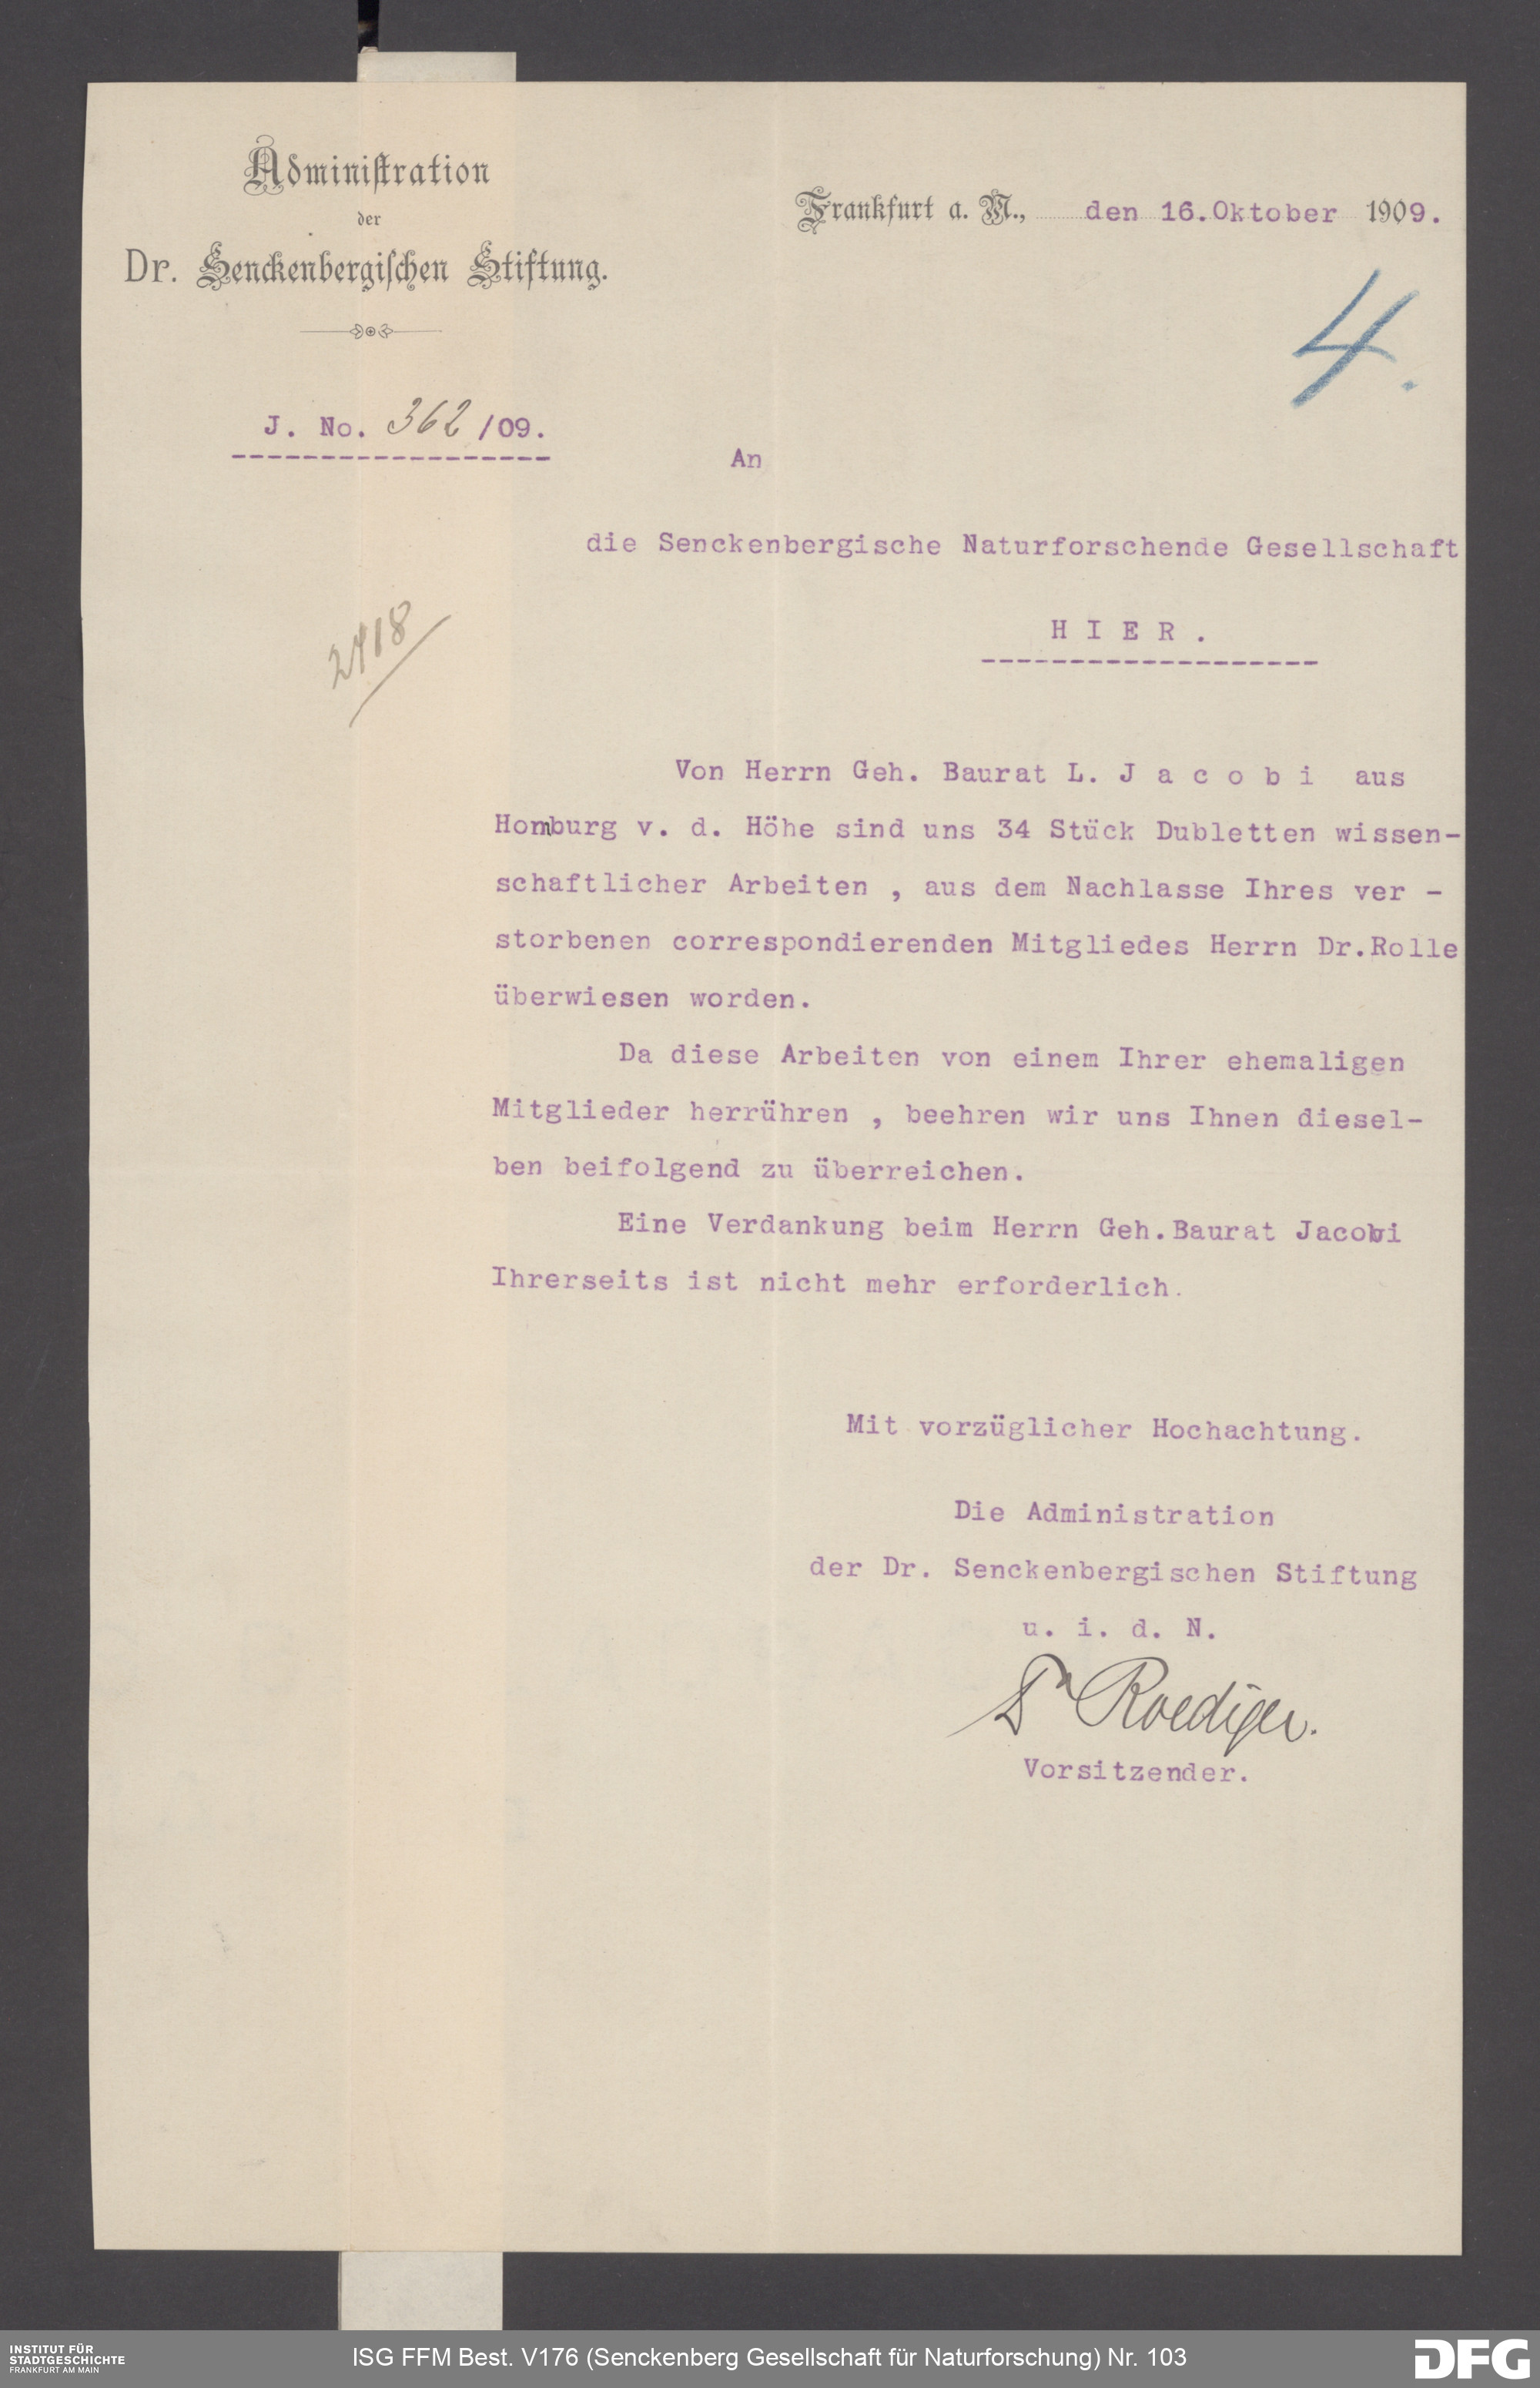 Administration
der
Dr. Senckenbergischen Stiftung.
Frankfurt a. M., den 16.Oktober 1909.
4.
J. No. 362 /09.
An
die Senckenbergische Naturforschende Gesellschaft
H I E R .
2418
Von Herrn Geh. Baurat L. J a c o b i aus
Homburg v. d. Höhe sind uns 34 Stück Dubletten wissen-
schaftlicher Arbeiten , aus dem Nachlasse Ihres ver -
storbenen correspondierenden Mitgliedes Herrn Dr.Rolle
überwiesen worden.
Da diese Arbeiten von einem Ihrer ehemaligen
Mitglieder herrühren , beehren wir uns Ihnen diesel-
ben beifolgend zu überreichen.
Eine Verdankung beim Herrn Geh.Baurat Jacobi
Ihrerseits ist nicht mehr erforderlich.
Mit vorzüglicher Hochachtung.
Die Administration
der Dr. Senckenbergischen Stiftung
u. i. d. N.
Dr Roediger.
Vorsitzender.
INSTITUT FÜR
STADTGESCHICHTE
FRANKFURT AM MAIN
ISG FFM Best. V176 (Senckenberg Gesellschaft für Naturforschung) Nr. 103
DFG